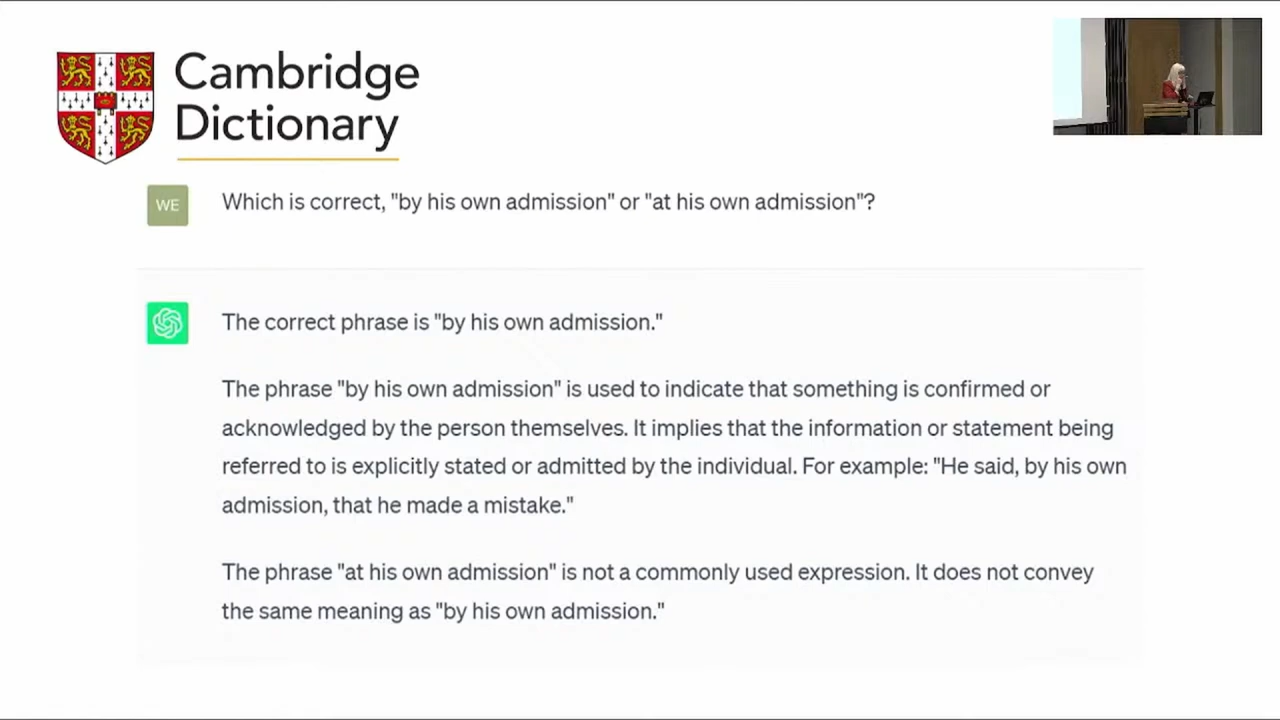 Cambridge
Dictionary
WE
Which is correct, "by his own admission" or "at his own admission"?
The correct phrase is "by his own admission."
The phrase "by his own admission" is used to indicate that something is confirmed or
acknowledged by the person themselves. It implies that the information or statement being
referred to is explicitly stated or admitted by the individual. For example: "He said, by his own
admission, that he made a mistake."
The phrase "at his own admission" is not a commonly used expression. It does not convey
the same meaning as "by his own admission."